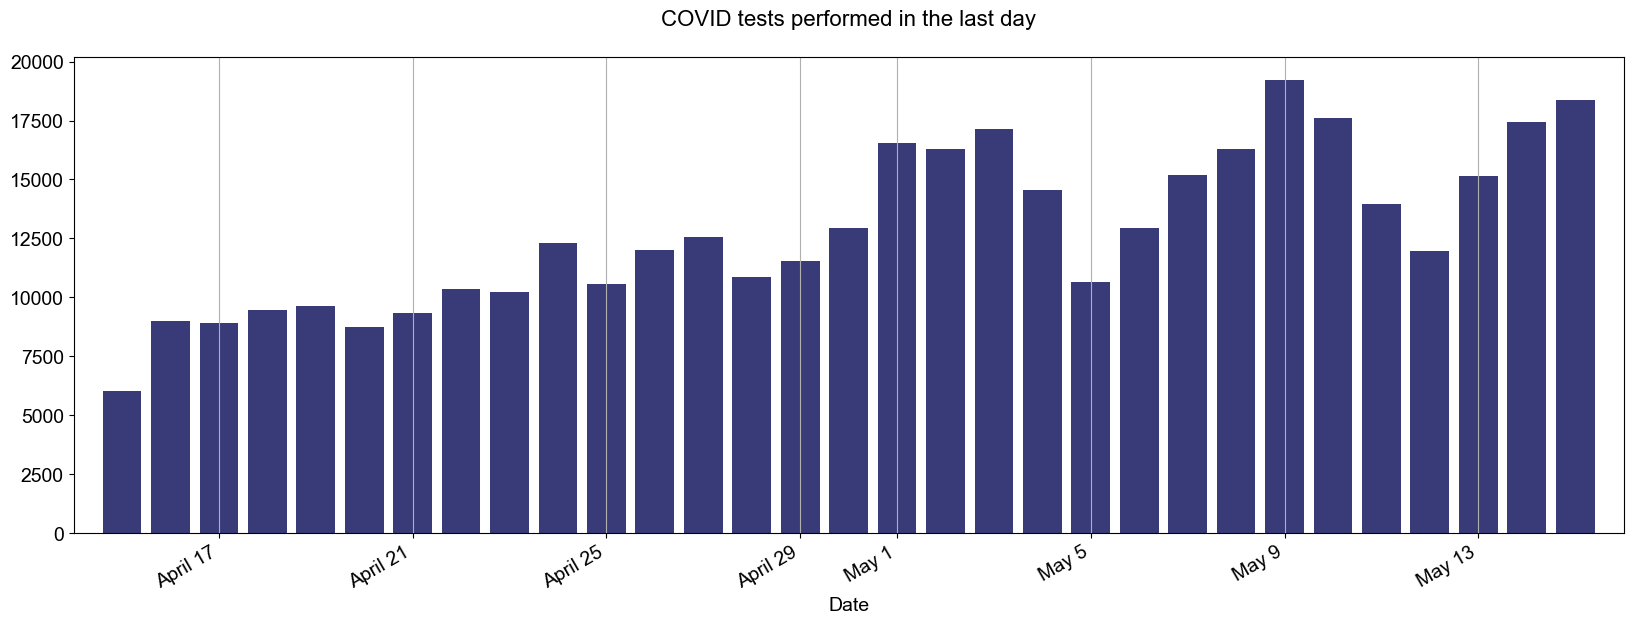 COVID tests performed in the last day
20000
17500
15000
12500
10000
7500
5000
2500
0
April 17
April 21
April 25
April 29
May 1
May 5
May 9
May 13
Date